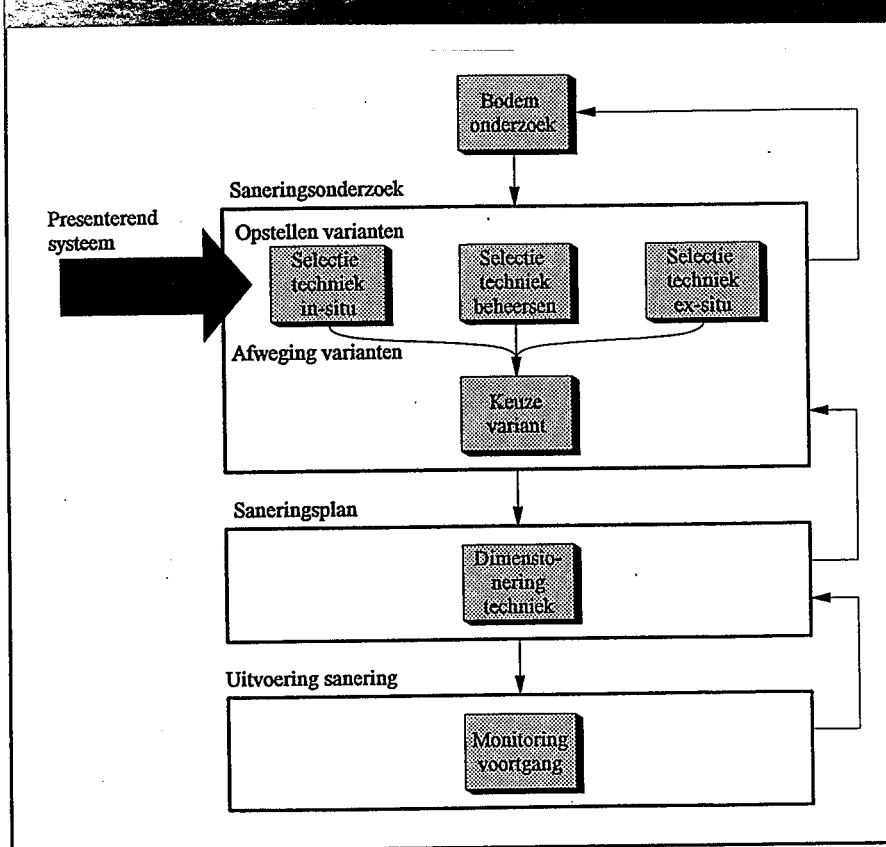 Bodem
onderzoek
Saneringsonderzoek
Presenterend
systeem
Opstellen varianten
Selectie
techniek
in-situ
Selectie
techniek
beheersen
Selectie
techniek
ex-situ
Afweging varianten
Keuze
variant
Saneringsplan
Dimensio-
nering
techniek
Uitvoering sanering
Monitoring
voortgang